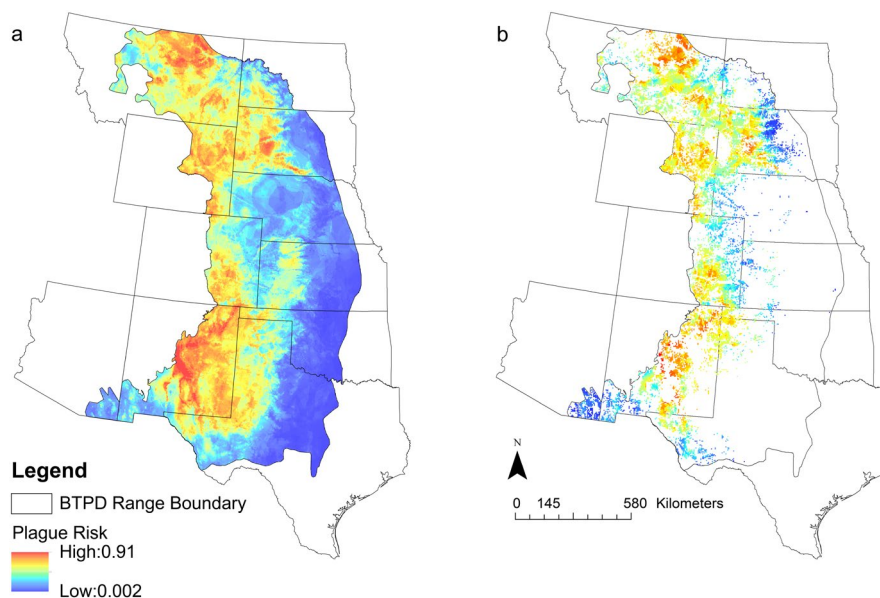 a
b
Legend
BTPD Range Boundary
Plague Risk
High:0.91
Low:0.002
N
0 145 580 Kilometers